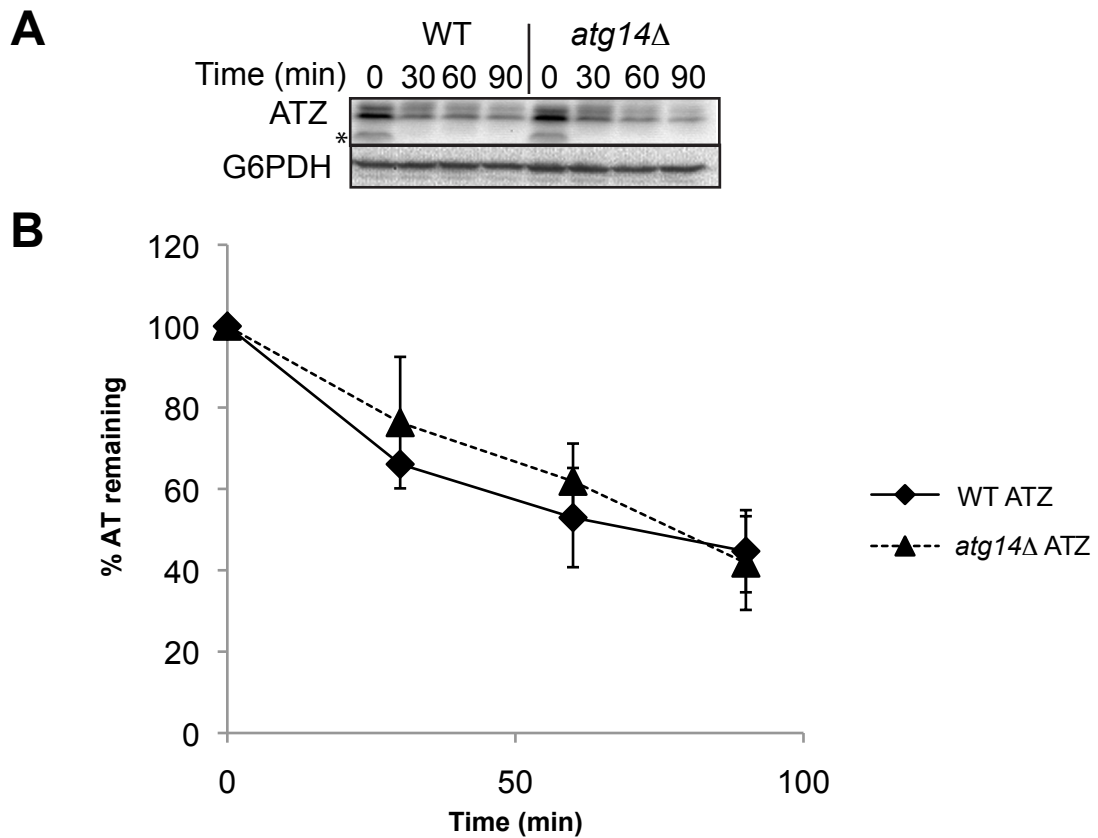 A
WT atg14Δ
Time (min) 0 30 60 90 0 30 60 90
ATZ
*
G6PDH
B
120
100
80
60
40
20
0
% AT remaining
0 50 100
Time (min)
WT ATZ
atg14Δ ATZ